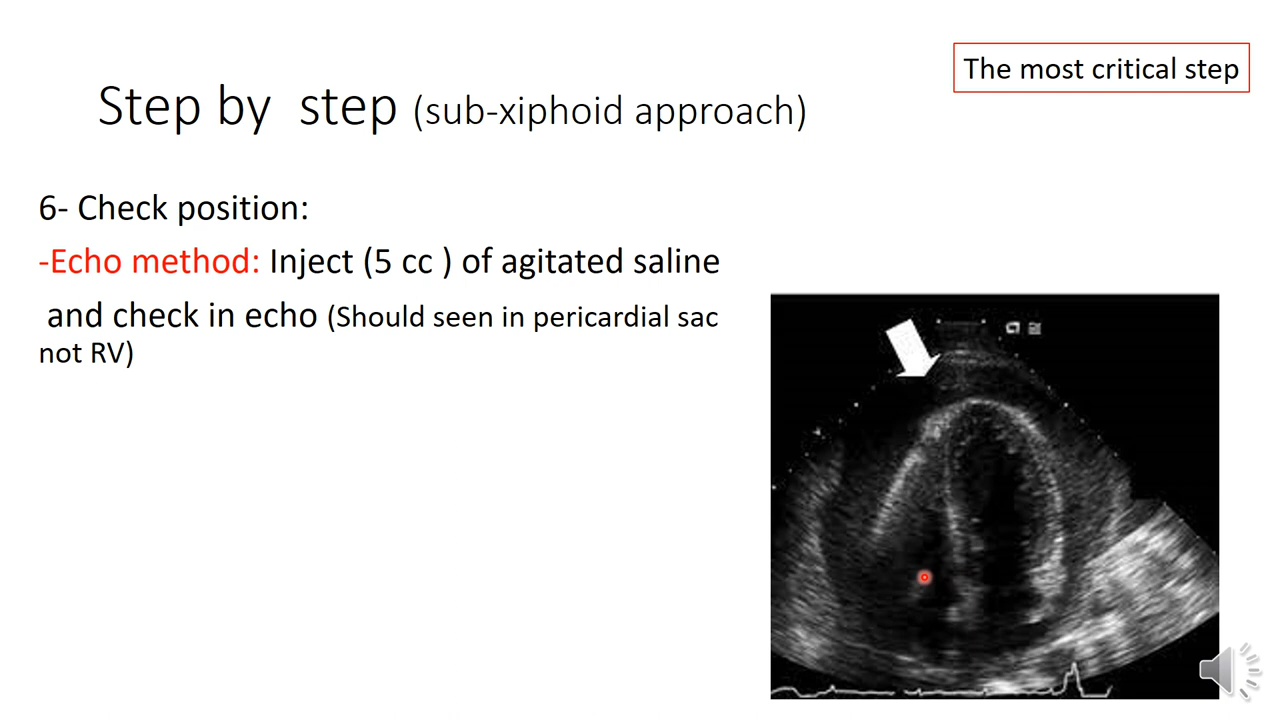 The most critical step
Step by step (sub-xiphoid approach)
6- Check position:
-Echo method: Inject (5 cc ) of agitated saline
and check in echo (Should seen in pericardial sac
not RV)